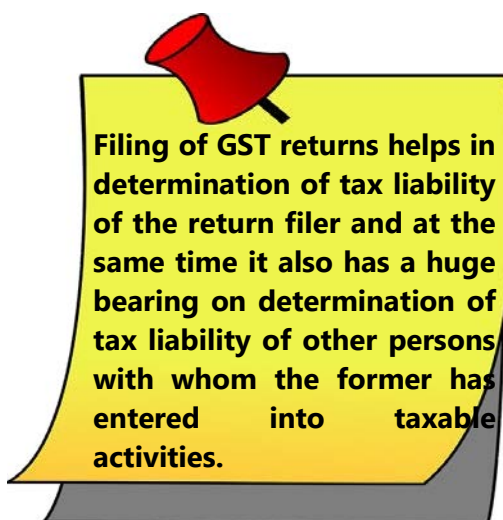 Filing of GST returns helps in
determination of tax liability
of the return filer and at the
same time it also has a huge
bearing on determination of
tax liability of other persons
with whom the former has
entered into taxable
activities.